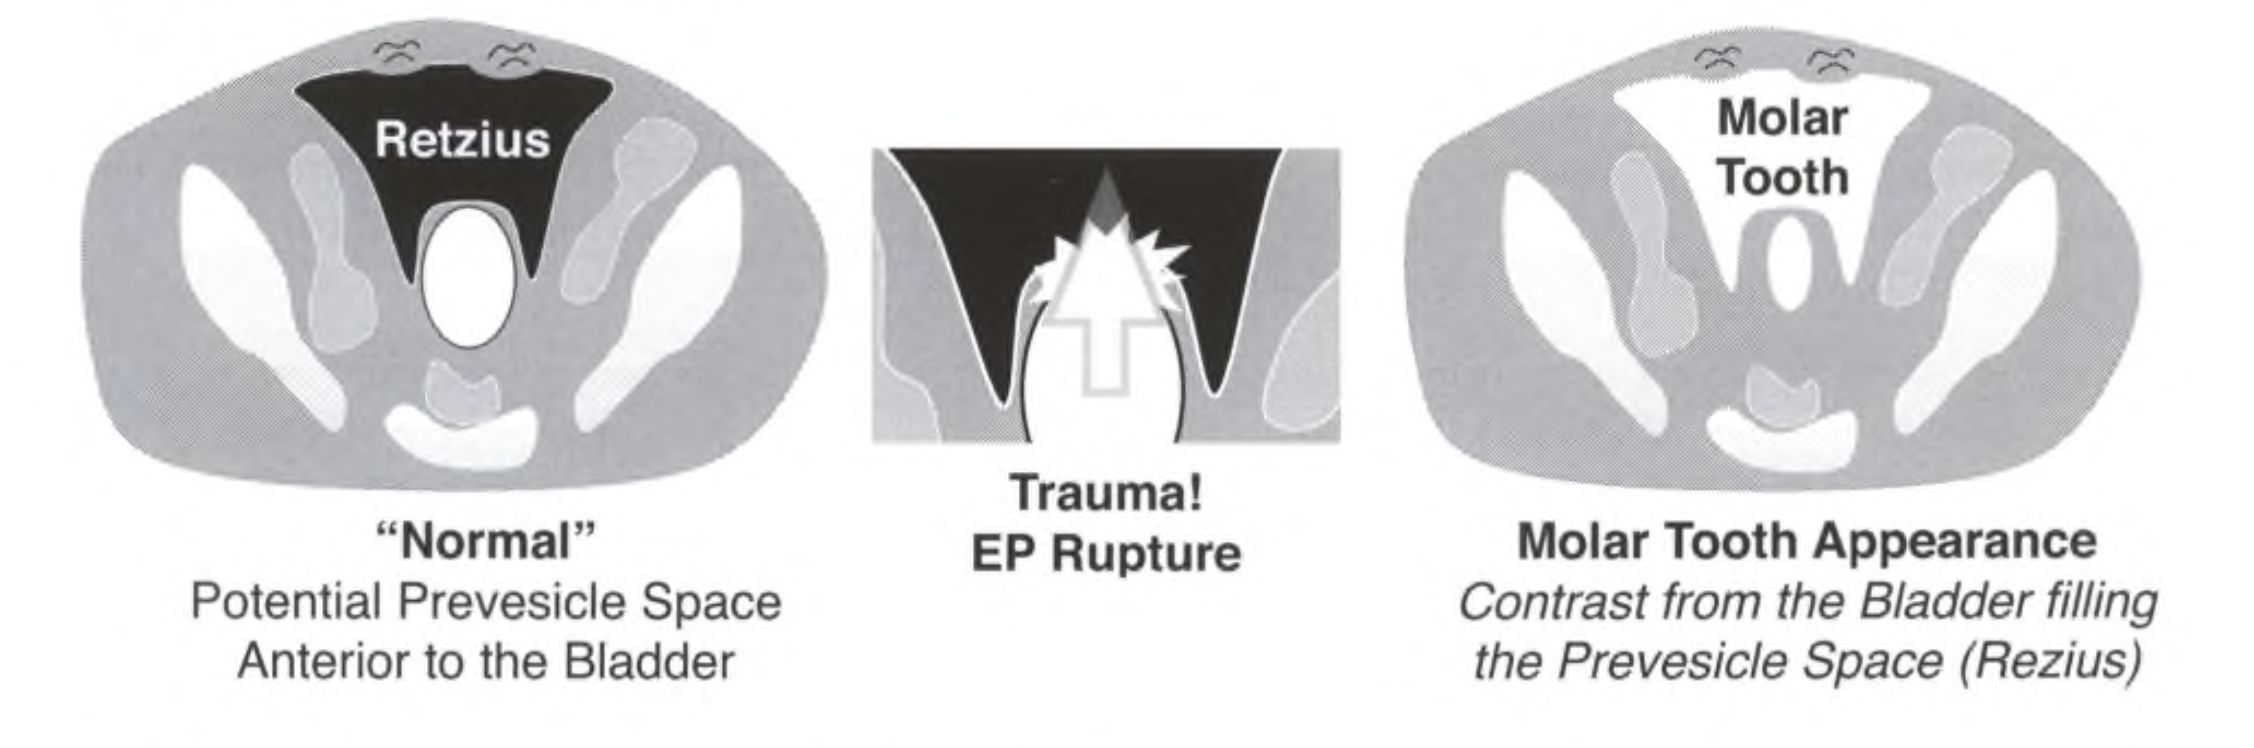 Retzius
"Normal"
Potential Prevesicle Space
Anterior to the Bladder
Trauma!
EP Rupture
Molar
Tooth
Molar Tooth Appearance
Contrast from the Bladder filling
the Prevesicle Space (Rezius)